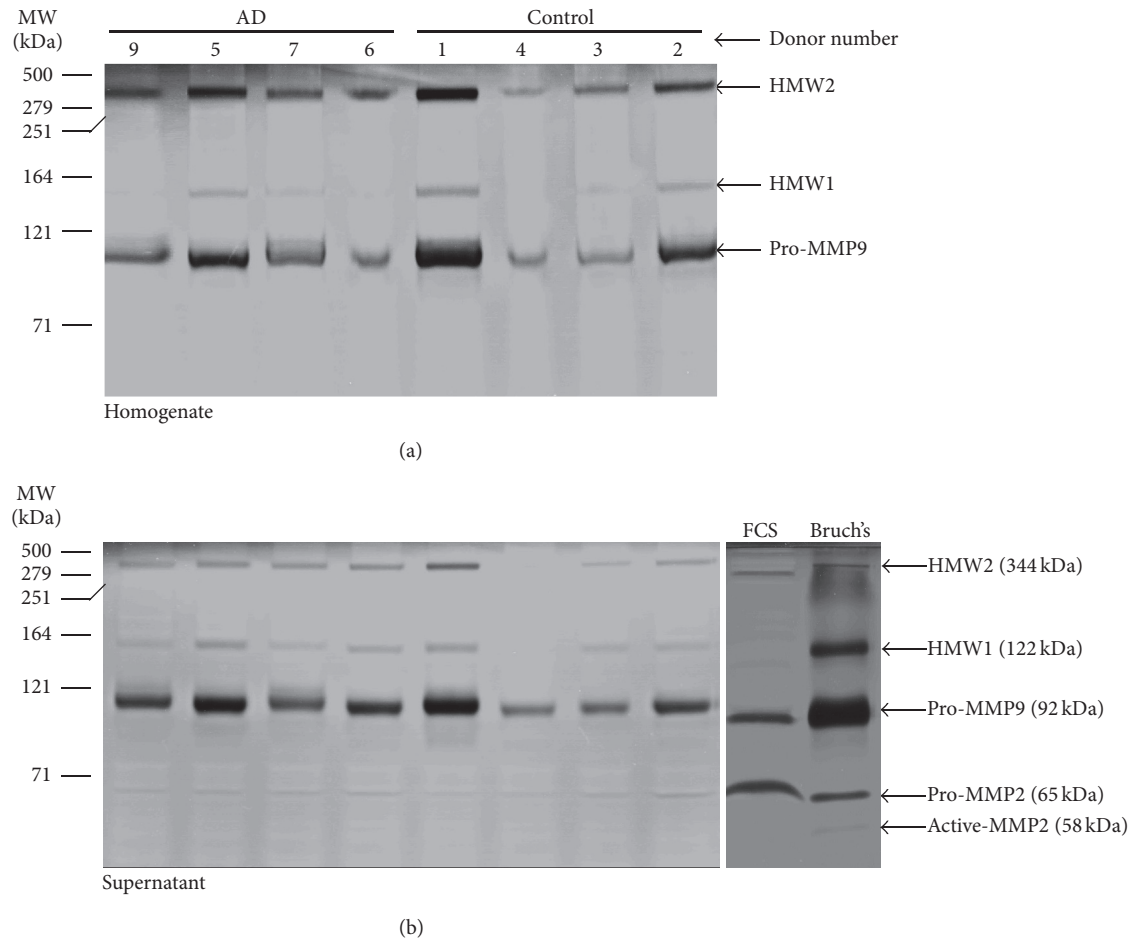 MW
(kDa)
AD
Control
9 5 7 6 1 4 3 2
Donor number
500
279
251
164
121
71
HMW2
HMW1
Pro-MMP9
Homogenate
(a)
MW
(kDa)
FCS
Bruch's
500
279
251
164
121
71
HMW2 (344 kDa)
HMW1 (122 kDa)
Pro-MMP9 (92 kDa)
Pro-MMP2 (65 kDa)
Active-MMP2 (58 kDa)
Supernatant
(b)